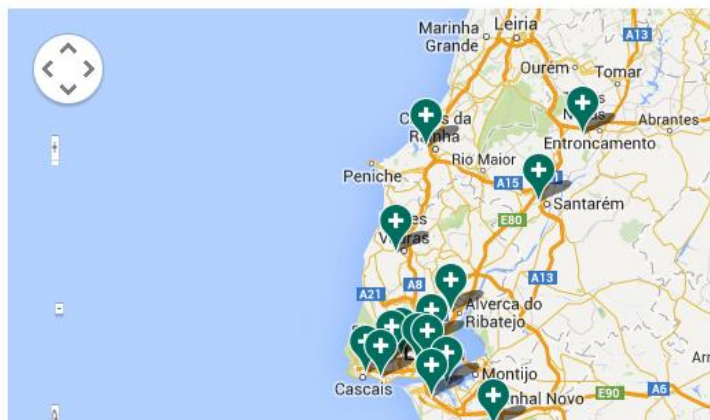 Marinha
Grande
Leiria
A13
Ourém
Tomar
Abrantes
Entroncamento
Rio Maior
Peniche
A15
Santarém
E80
A8
A13
A21
Alverca do
Ribatejo
Montijo
Cascais
E90
A6